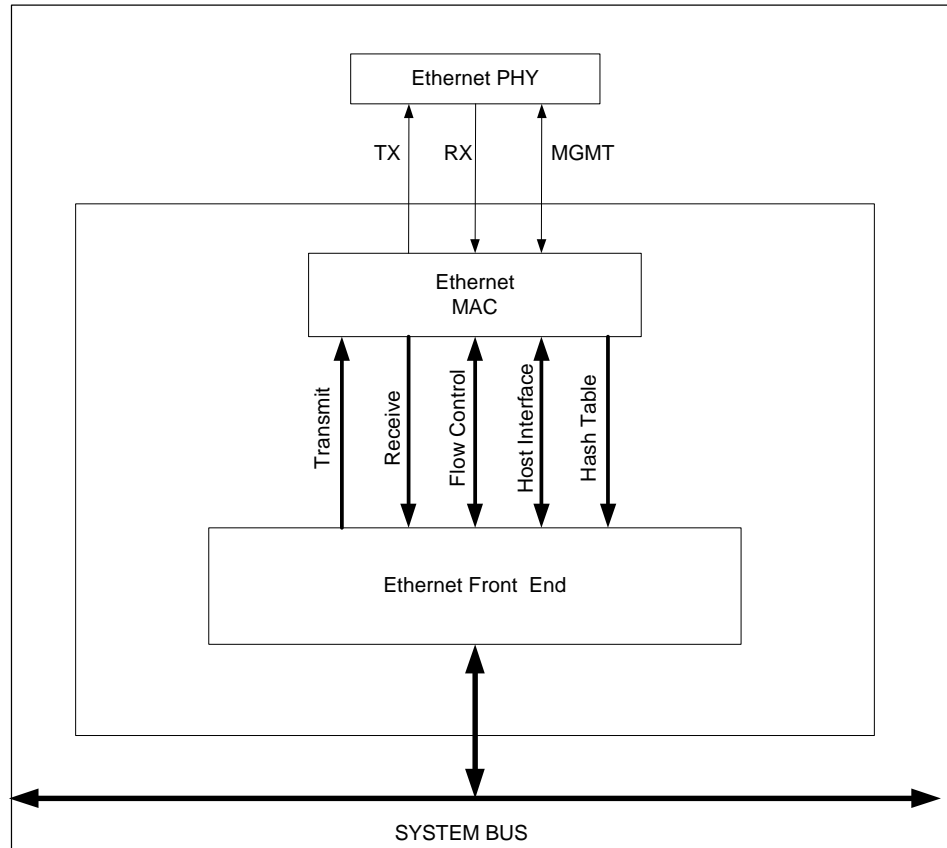 Ethernet PHY
TX
RX
MGMT
Ethernet
MAC
Transmit
Receive
Flow Control
Host Interface
Hash Table
Ethernet Front End
SYSTEM BUS